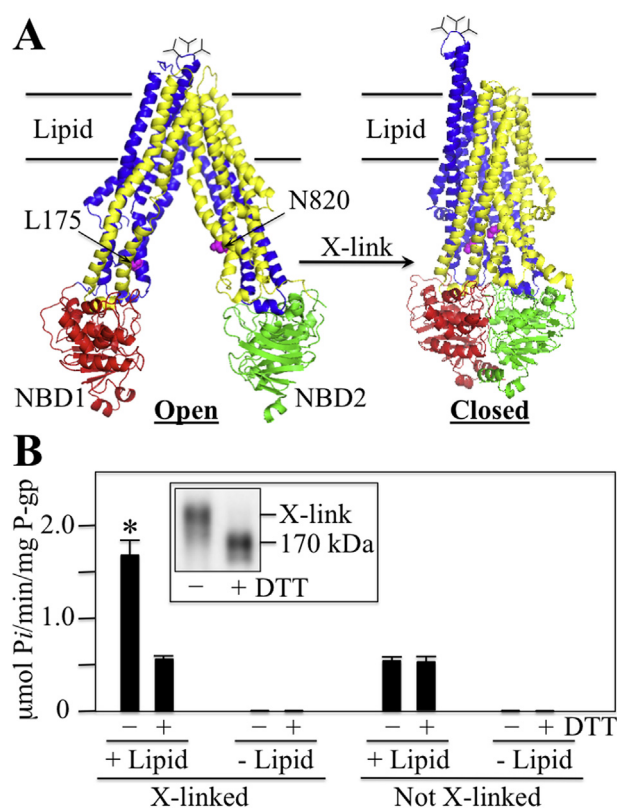 A
Lipid
Lipid
L175
N820
X-link
NBD1
Open
NBD2
Closed
B
μmol Pi/min/mg P-gp
2.0
1.0
0
*
X-link
170 kDa
− + DTT
− + − + − + − + DTT
+ Lipid - Lipid + Lipid - Lipid
X-linked Not X-linked